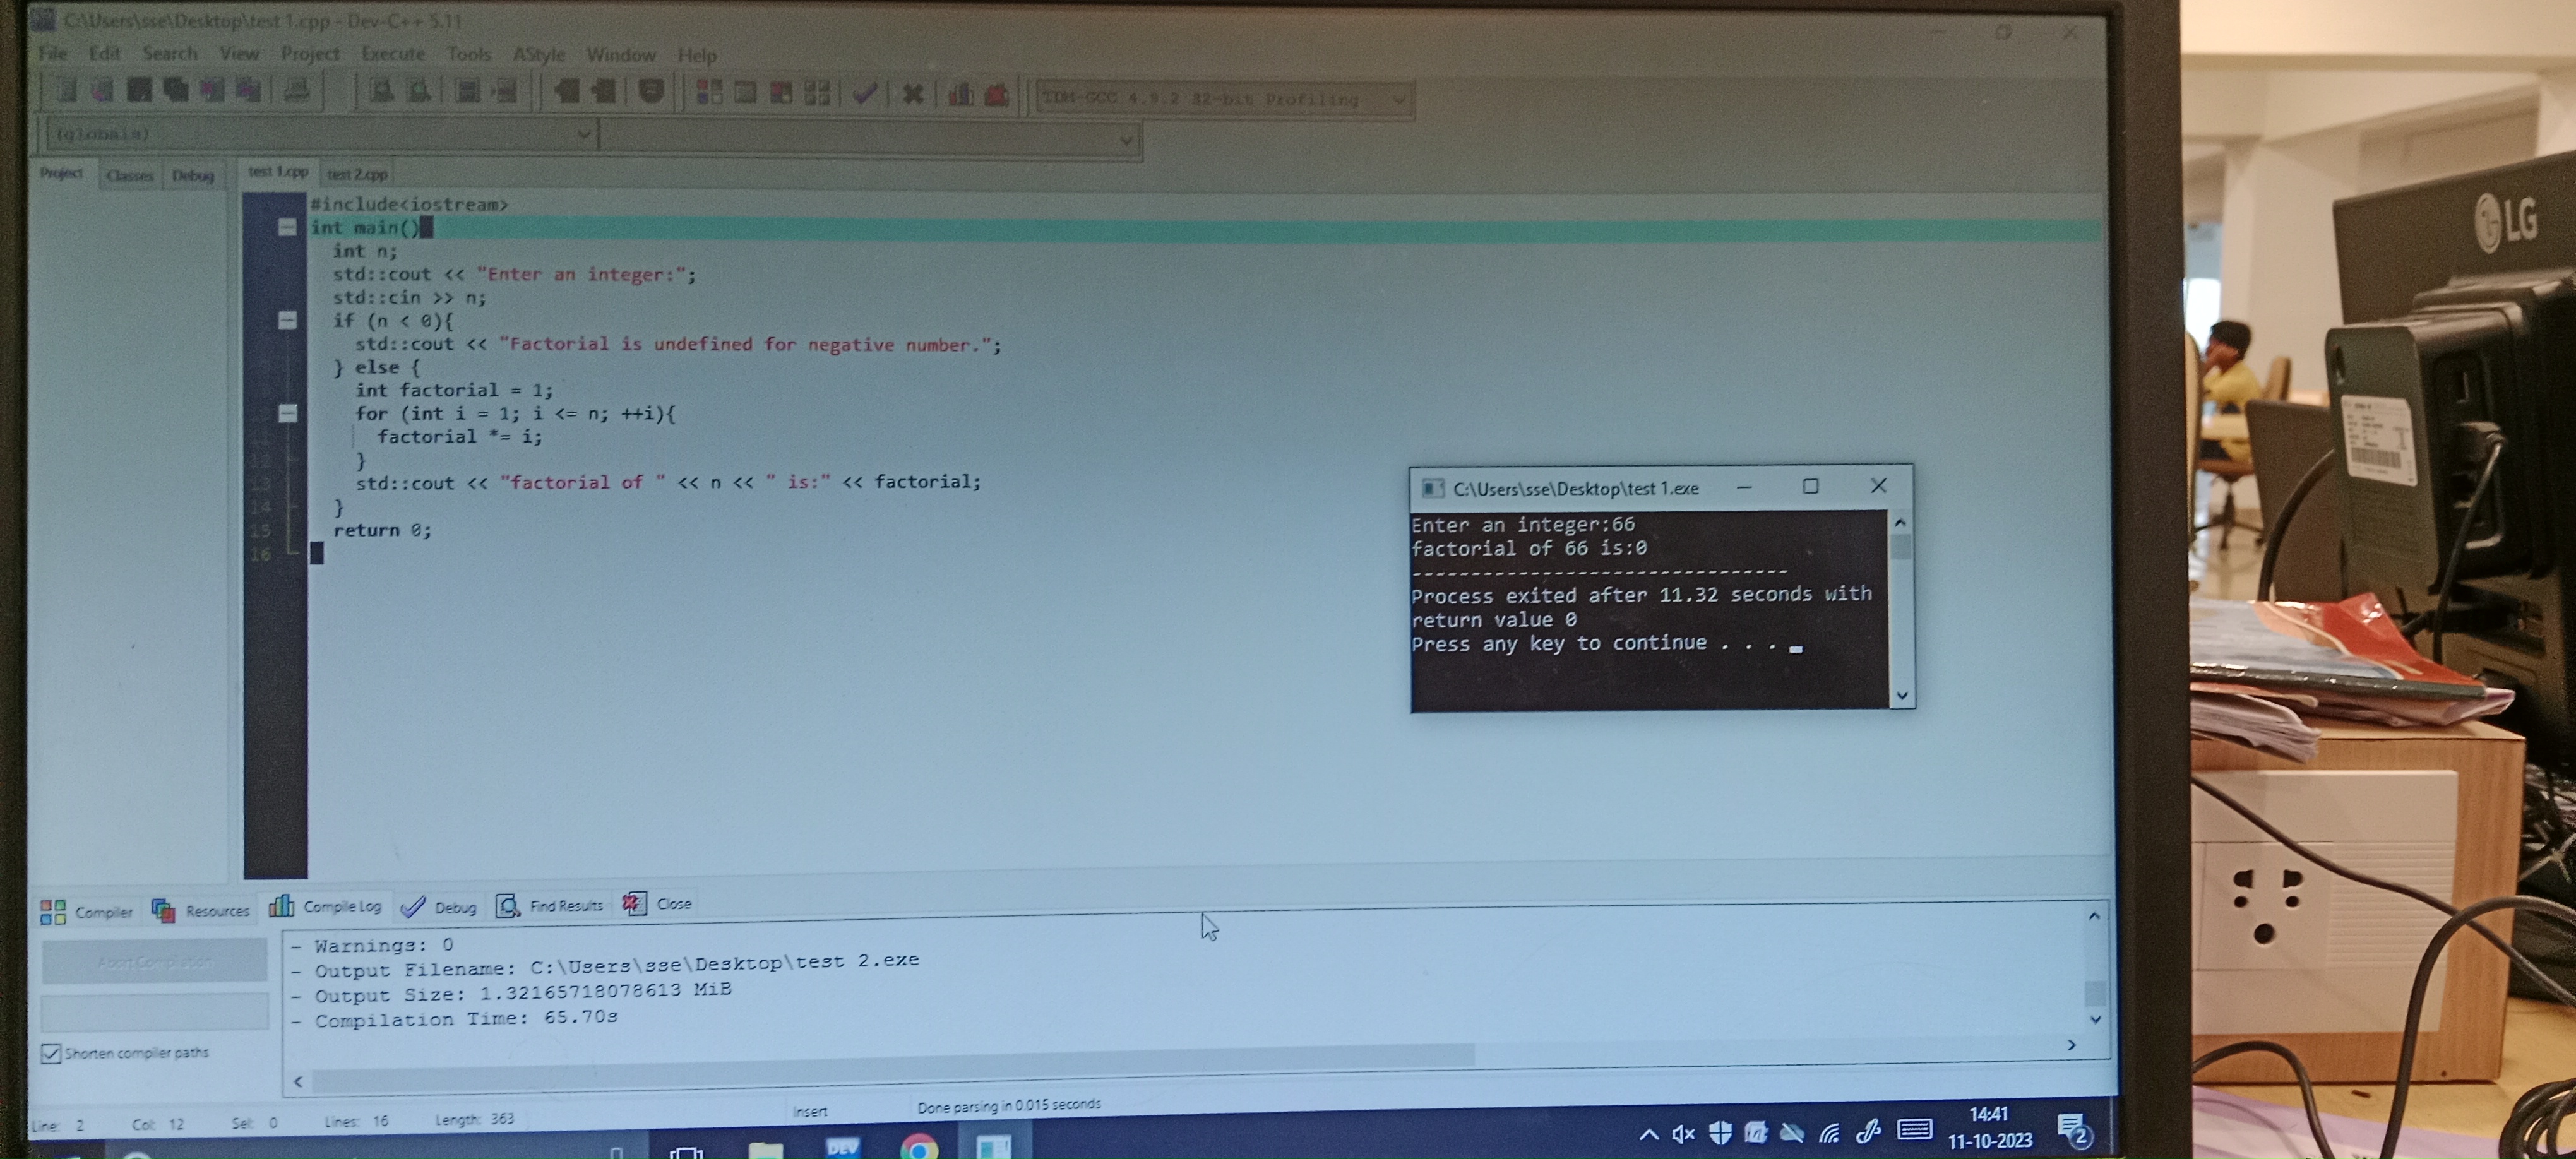 C:\Users\sse\Desktop\test 1.cpp - Dev-C++ 5.11
File Edit Search View Project Execute Tools AStyle Window Help
TDM-GCC 4.9.2 32-bit Profiling
(globals)
Project Classes Debug test 1.cpp test 2.cpp
#include<iostream>
int main()
int n;
std::cout << "Enter an integer:";
std::cin >> n;
if (n < 0){
std::cout << "Factorial is undefined for negative number.";
} else {
int factorial = 1;
for (int i = 1; i <= n; ++i){
factorial *= i;
12 }
13 std::cout << "factorial of " << n << " is:" << factorial;
14 }
15 return 0;
16
C:\Users\sse\Desktop\test 1.exe
Enter an integer:66
factorial of 66 is:0
--------------------------------
Process exited after 11.32 seconds with
return value 0
Press any key to continue . . .
Compiler Resources Compile Log Debug Find Results Close
Abort Compilation
- Warnings: 0
- Output Filename: C:\Users\sse\Desktop\test 2.exe
- Output Size: 1.32165718078613 MiB
- Compilation Time: 65.70s
Shorten compiler paths
Line: 2 Col: 12 Sel: 0 Lines: 16 Length: 363 Insert Done parsing in 0.015 seconds
DEV
14:41
11-10-2023
2
LG